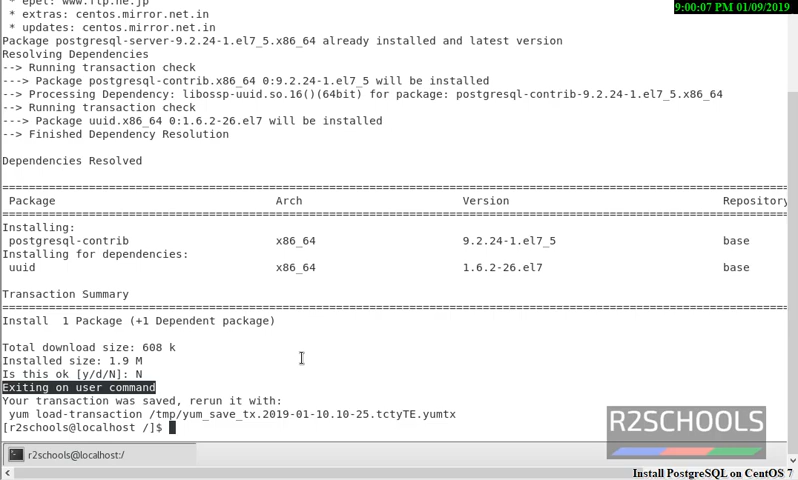 9:00:07 PM 01/09/2019
* epel: www.ftp.ne.jp
* extras: centos.mirror.net.in
* updates: centos.mirror.net.in
Package postgresql-server-9.2.24-1.el7_5.x86_64 already installed and latest version
Resolving Dependencies
--> Running transaction check
---> Package postgresql-contrib.x86_64 0:9.2.24-1.el7_5 will be installed
--> Processing Dependency: libossp-uuid.so.16()(64bit) for package: postgresql-contrib-9.2.24-1.el7_5.x86_64
--> Running transaction check
---> Package uuid.x86_64 0:1.6.2-26.el7 will be installed
--> Finished Dependency Resolution
Dependencies Resolved
================================================================================
Package Arch Version Repository
================================================================================
Installing:
postgresql-contrib x86_64 9.2.24-1.el7_5 base
Installing for dependencies:
uuid x86_64 1.6.2-26.el7 base
Transaction Summary
================================================================================
Install 1 Package (+1 Dependent package)
Total download size: 608 k
Installed size: 1.9 M
Is this ok [y/d/N]: N
Exiting on user command
Your transaction was saved, rerun it with:
yum load-transaction /tmp/yum_save_tx.2019-01-10.10-25.tctyTE.yumtx
[r2schools@localhost /]$
R2SCHOOLS
r2schools@localhost:/
Install PostgreSQL on CentOS 7